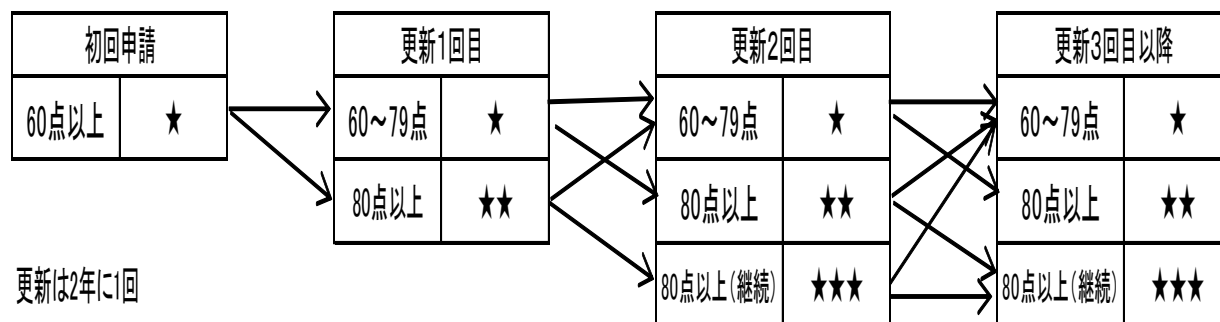 初回申請
60点以上 ★
更新1回目
60～79点 ★
80点以上 ★★
更新2回目
60～79点 ★
80点以上 ★★
80点以上(継続) ★★★
更新3回目以降
60～79点 ★
80点以上 ★★
80点以上(継続) ★★★
更新は2年に1回